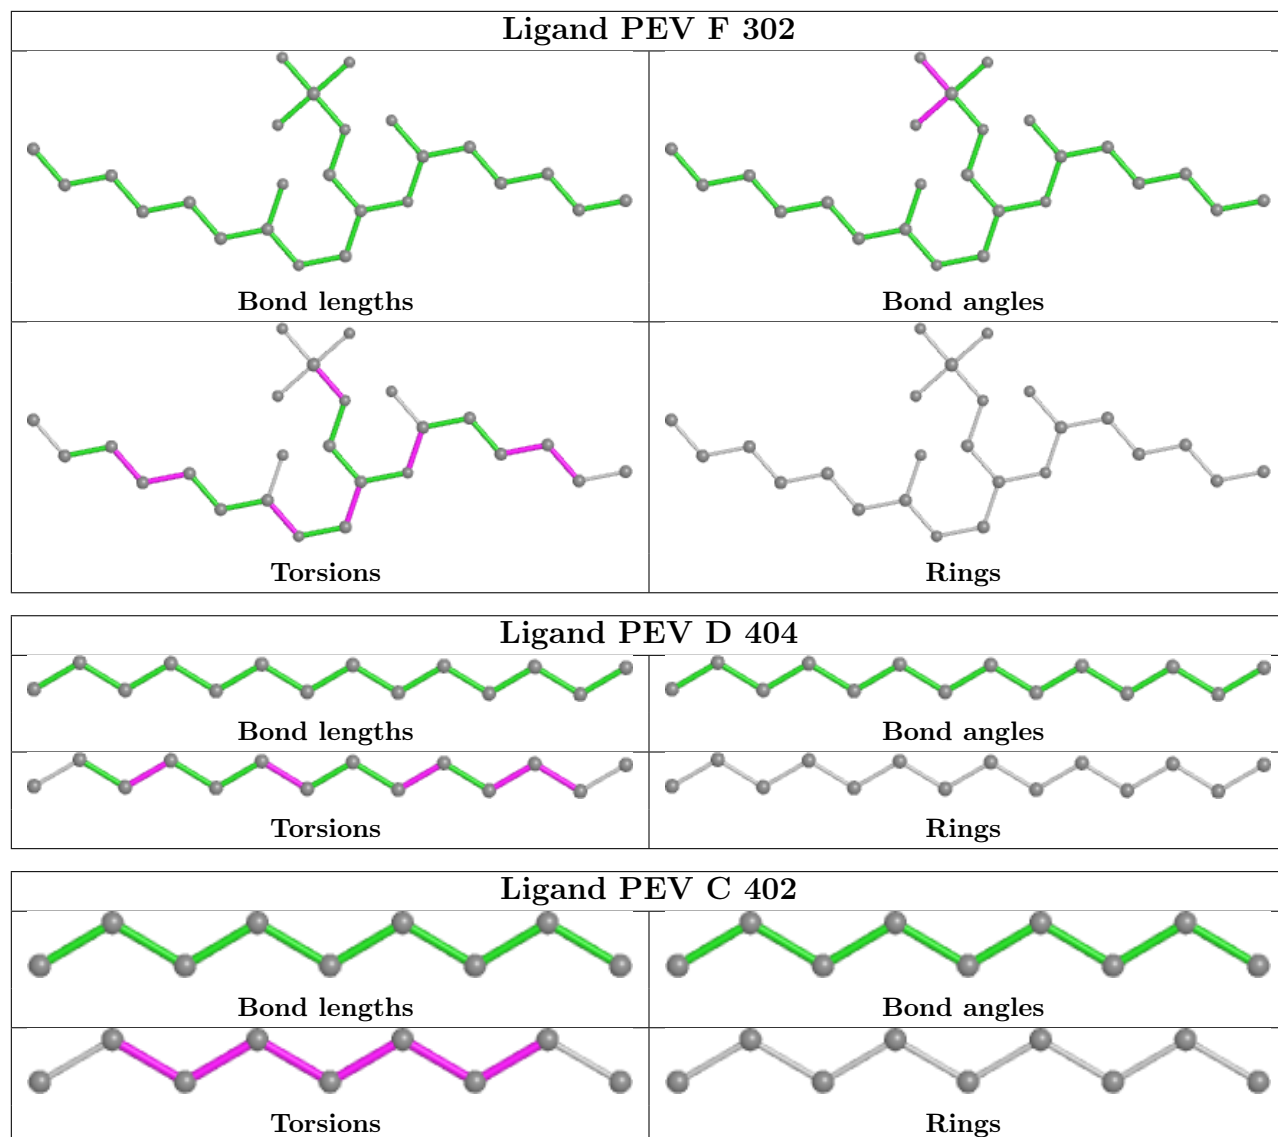 Ligand PEV F 302
Bond lengths
Bond angles
Torsions
Rings
Ligand PEV D 404
Bond lengths
Bond angles
Torsions
Rings
Ligand PEV C 402
Bond lengths
Bond angles
Torsions
Rings